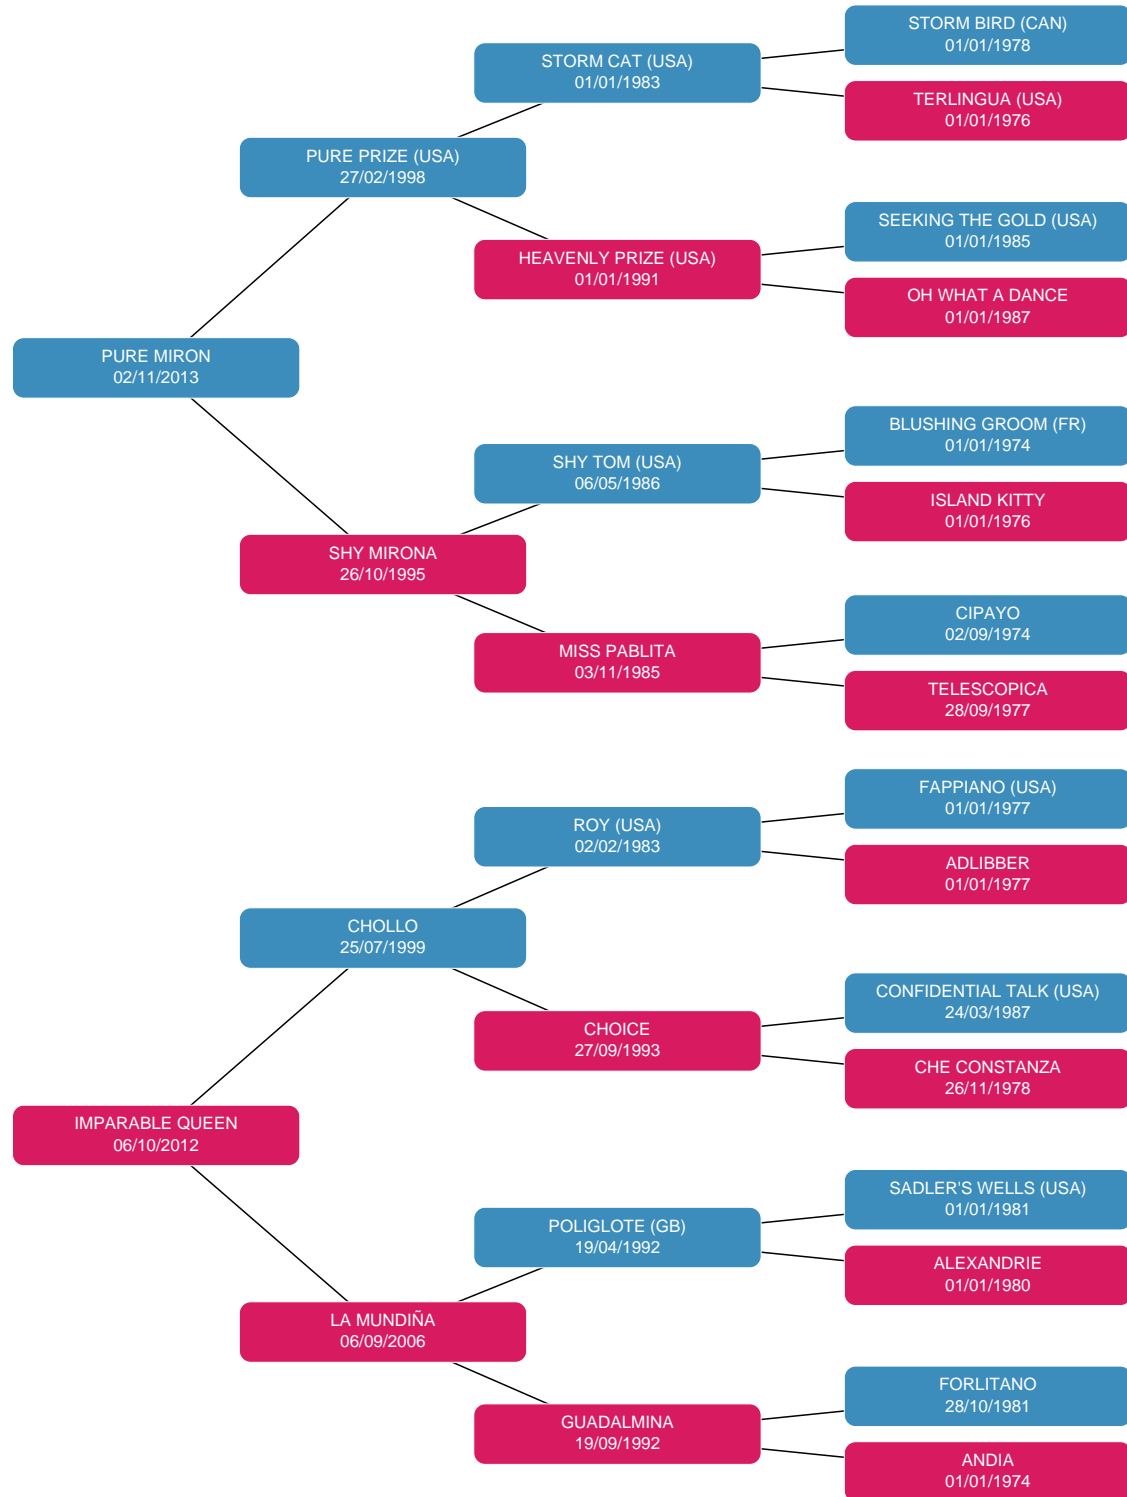 STORM BIRD (CAN)
01/01/1978
STORM CAT (USA)
01/01/1983
TERLINGUA (USA)
01/01/1976
PURE PRIZE (USA)
27/02/1998
SEEKING THE GOLD (USA)
01/01/1985
HEAVENLY PRIZE (USA)
01/01/1991
OH WHAT A DANCE
01/01/1987
PURE MIRON
02/11/2013
BLUSHING GROOM (FR)
01/01/1974
SHY TOM (USA)
06/05/1986
ISLAND KITTY
01/01/1976
SHY MIRONA
26/10/1995
CIPAYO
02/09/1974
MISS PABLITA
03/11/1985
TELESCOPICA
28/09/1977
FAPPIANO (USA)
01/01/1977
ROY (USA)
02/02/1983
ADLIBBER
01/01/1977
CHOLLO
25/07/1999
CONFIDENTIAL TALK (USA)
24/03/1987
CHOICE
27/09/1993
CHE CONSTANZA
26/11/1978
IMPARABLE QUEEN
06/10/2012
SADLER'S WELLS (USA)
01/01/1981
POLIGLOTE (GB)
19/04/1992
ALEXANDRIE
01/01/1980
LA MUNDIÑA
06/09/2006
FORLITANO
28/10/1981
GUADALMINA
19/09/1992
ANDIA
01/01/1974